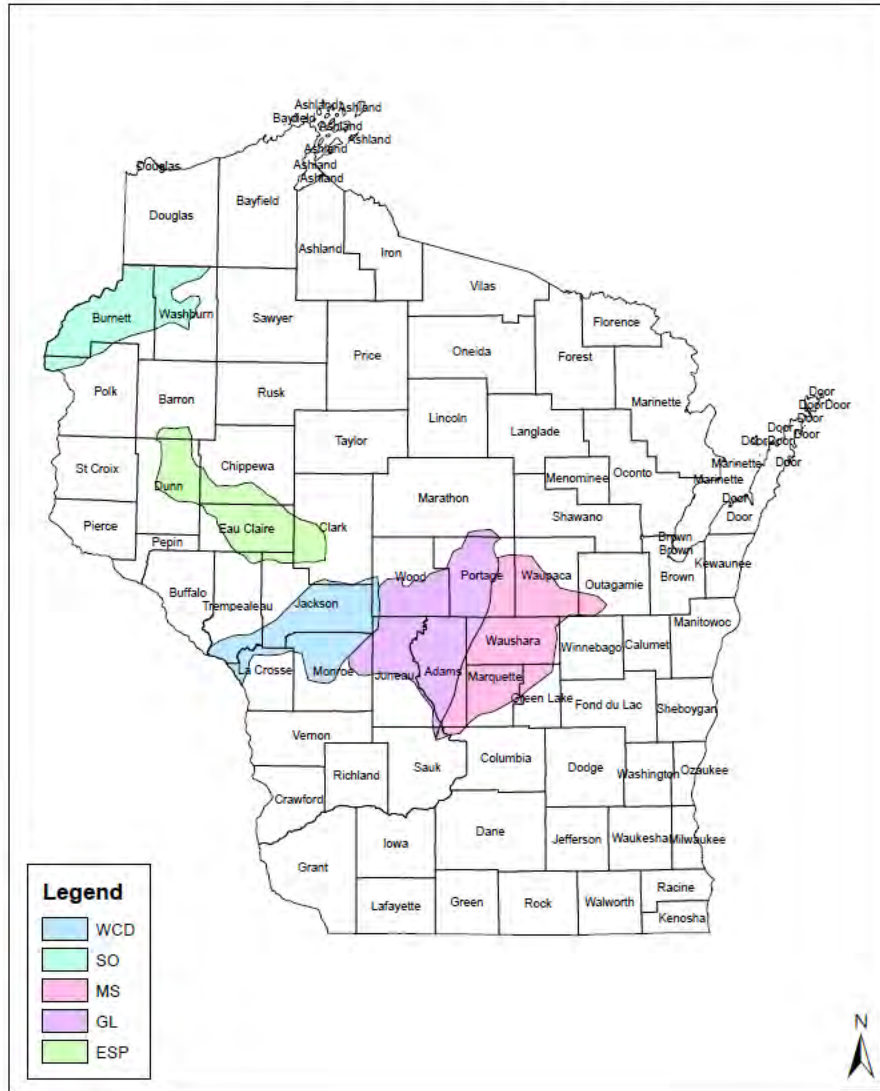 Ashland
Ashland
Bayfield
Ashland
Ashland
Ashland
Ashland
Ashland
Douglas
Bayfield
Douglas
Ashland
Iron
Vilas
Burnett
Washburn
Sawyer
Florence
Price
Oneida
Forest
Polk
Barron
Rusk
Marinette
Door
Door
Door
Door
Door
Door
Door
Door
Lincoln
Langlade
Taylor
Marinette
Door
St Croix
Chippewa
Menominee
Oconto
Marinette
Dunn
Marathon
Door
Door
Shawano
Pierce
Eau Claire
Clark
Pepin
Brown
Brown
Kewaunee
Wood
Portage
Waupaca
Outagamie
Brown
Buffalo
Trempealeau
Jackson
Manitowoc
Waushara
Winnebago
Calumet
La Crosse
Monroe
Juneau
Adams
Marquette
Green Lake
Fond du Lac
Sheboygan
Vernon
Sauk
Columbia
Dodge
Washington
Ozaukee
Richland
Crawford
Iowa
Dane
Jefferson
Waukesha
Milwaukee
Grant
Lafayette
Green
Rock
Walworth
Racine
Kenosha
Legend
WCD
SO
MS
GL
ESP
N